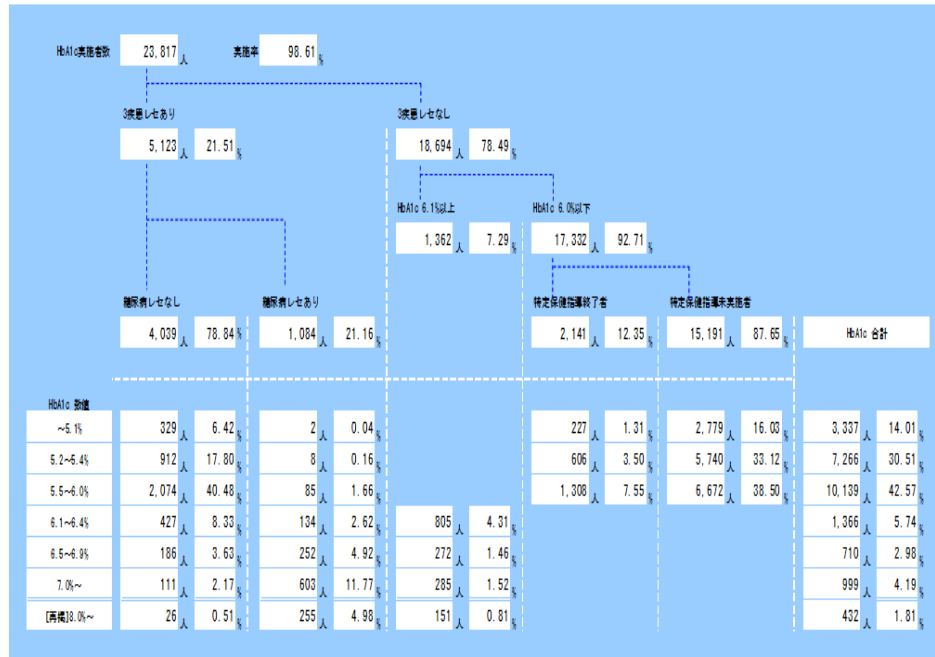 HbA1c実施者数 23,817人 実施率 98.61%
3疾患レセあり 3疾患レセなし
5,123人 21.51% 18,694人 78.49%
HbA1c 6.1%以上 HbA1c 6.0%以下
1,362人 7.29% 17,332人 92.71%
糖尿病レセなし 糖尿病レセあり 特定保健指導終了者 特定保健指導未実施者
4,039人 78.84% 1,084人 21.16% 2,141人 12.35% 15,191人 87.65% HbA1c 合計
HbA1c 数値
~5.1% 329人 6.42% 2人 0.04% 227人 1.31% 2,779人 16.03% 3,337人 14.01%
5.2~5.4% 912人 17.80% 8人 0.16% 606人 3.50% 5,740人 33.12% 7,266人 30.51%
5.5~6.0% 2,074人 40.48% 85人 1.66% 1,308人 7.55% 6,672人 38.50% 10,139人 42.57%
6.1~6.4% 427人 8.33% 134人 2.62% 805人 4.31% 1,366人 5.74%
6.5~6.9% 186人 3.63% 252人 4.92% 272人 1.46% 710人 2.98%
7.0%~ 111人 2.17% 603人 11.77% 285人 1.52% 999人 4.19%
[再掲]8.0%~ 26人 0.51% 255人 4.98% 151人 0.81% 432人 1.81%